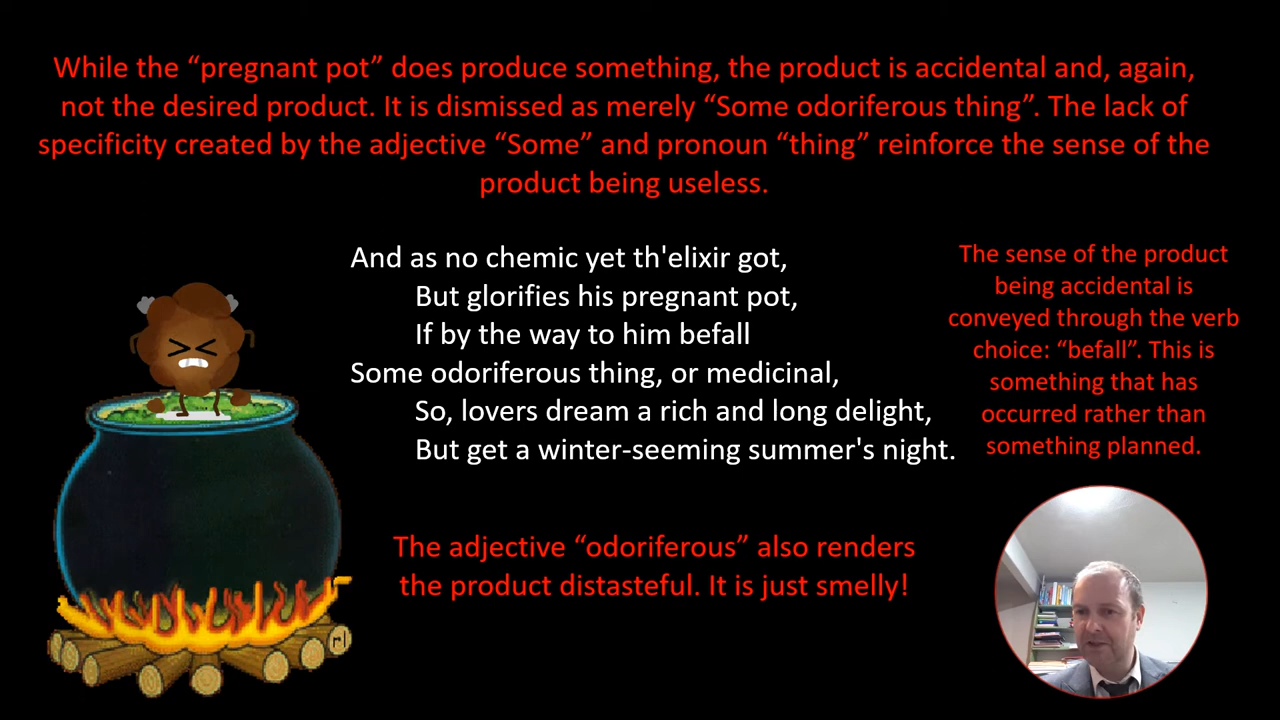 While the “pregnant pot” does produce something, the product is accidental and, again,
not the desired product. It is dismissed as merely “Some odoriferous thing”. The lack of
specificity created by the adjective “Some” and pronoun “thing” reinforce the sense of the
product being useless.
And as no chemic yet th'elixir got,
But glorifies his pregnant pot,
If by the way to him befall
Some odoriferous thing, or medicinal,
So, lovers dream a rich and long delight,
But get a winter-seeming summer's night.
The sense of the product
being accidental is
conveyed through the verb
choice: “befall”. This is
something that has
occurred rather than
something planned.
The adjective “odoriferous” also renders
the product distasteful. It is just smelly!